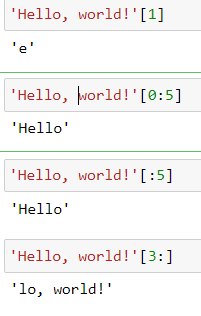 'Hello, world!'[1]
'e'
'Hello, world!'[0:5]
'Hello'
'Hello, world!'[:5]
'Hello'
'Hello, world!'[3:]
'lo, world!'